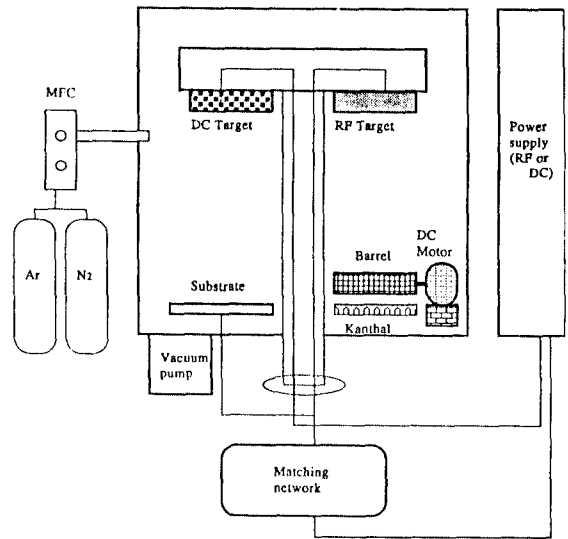 MFC
DC Target
RF Target
Power
supply
(RF or
DC)
DC
Motor
Barrel
Substrate
Ar
N2
Kanthal
Vacuum
pump
Matching
network